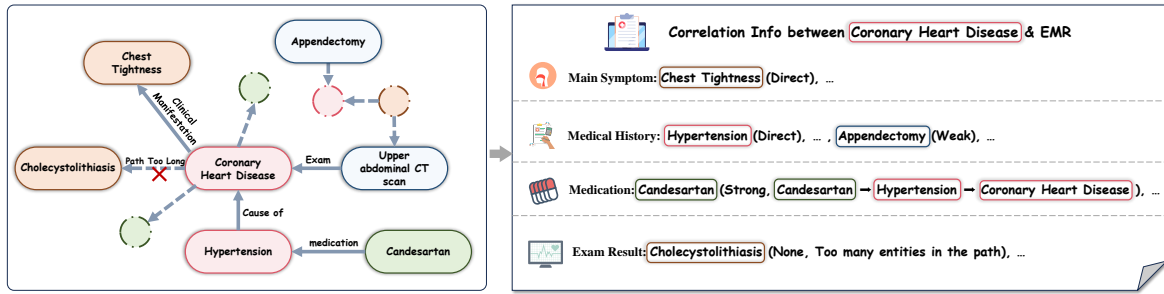 Chest
Tightness
Appendectomy
Clinical
Manifestation
Cholecystolithiasis
Path Too Long
Coronary
Heart Disease
Exam
Upper
abdominal CT
scan
Cause of
Hypertension
medication
Candesartan
Correlation Info between Coronary Heart Disease & EMR
Main Symptom: Chest Tightness (Direct), ...
Medical History: Hypertension (Direct), ... , Appendectomy (Weak), ...
Medication: Candesartan (Strong, Candesartan → Hypertension → Coronary Heart Disease ), ...
Exam Result: Cholecystolithiasis (None, Too many entities in the path), ...